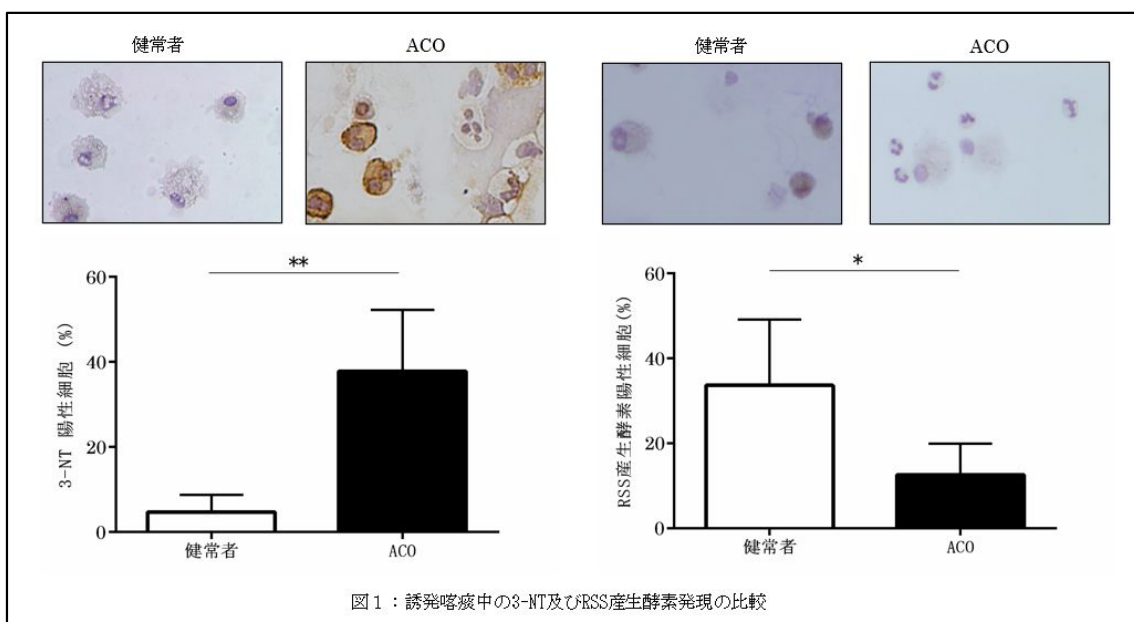 健常者
ACO
健常者
ACO
**
60
40
20
0
3-NT 陽性細胞 (%)
健常者
ACO
*
60
40
20
0
RSS産生酵素陽性細胞(%)
健常者
ACO
図1：誘発喀痰中の3-NT及びRSS産生酵素発現の比較